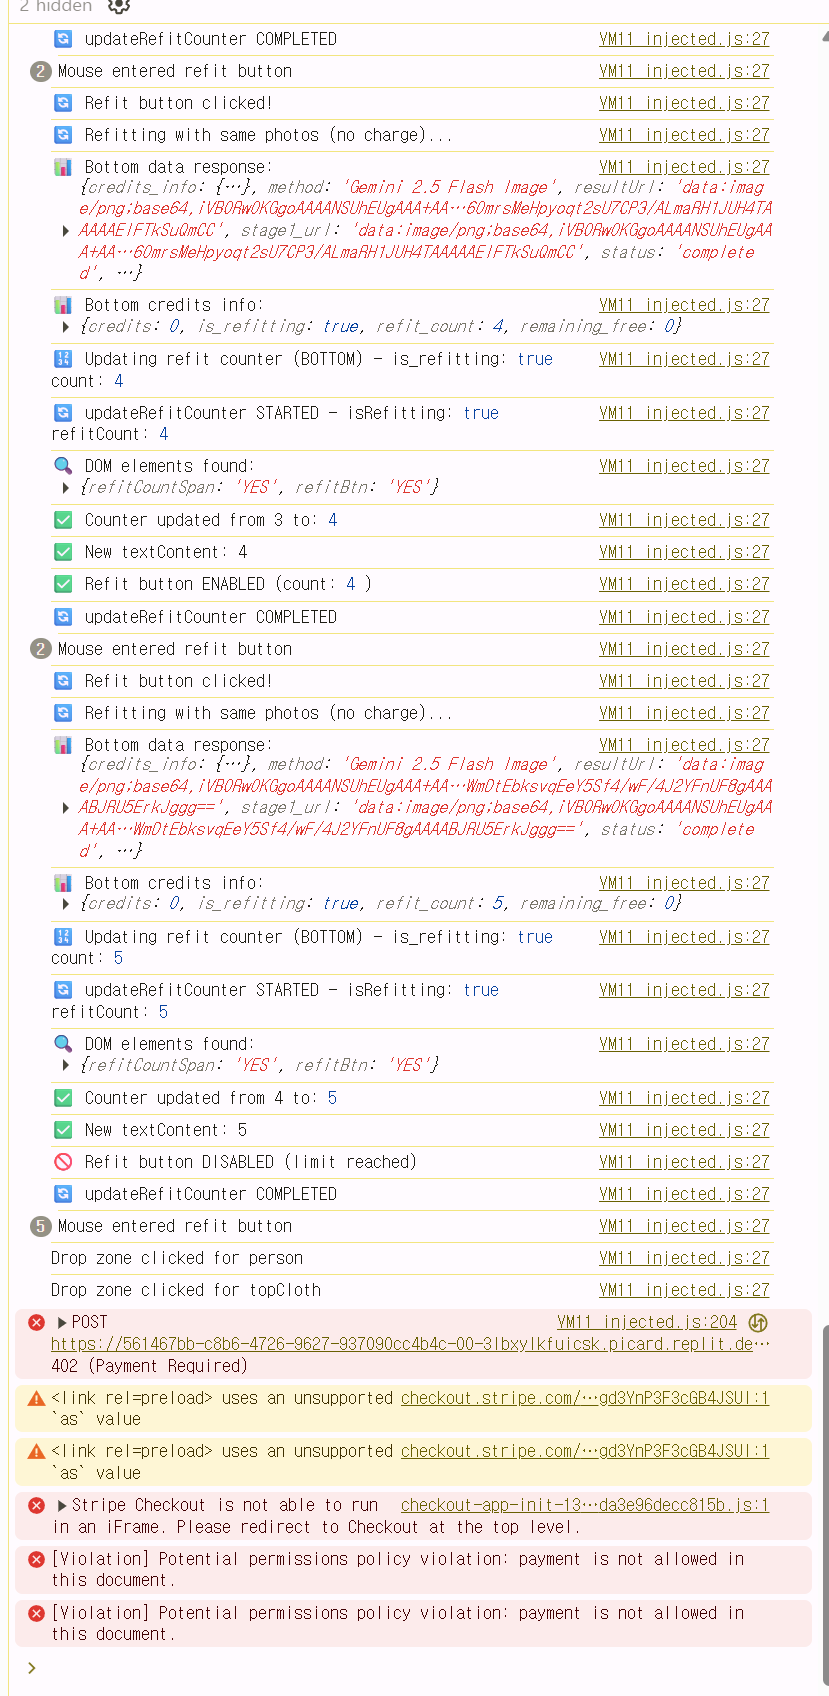 2 hidden
updateRefitCounter COMPLETED VM11 injected.js:27
2 Mouse entered refit button VM11 injected.js:27
Refit button clicked! VM11 injected.js:27
Refitting with same photos (no charge)... VM11 injected.js:27
Bottom data response: VM11 injected.js:27
{credits_info: {…}, method: 'Gemini 2.5 Flash Image', resultUrl: 'data:imag
e/png;base64,iVBORw0KGgoAAAANSUhEUgAAA+AA…60mrsMeHpyoqt2sU7CP3/ALmaRH1JUH4TA
AAAAElFTkSuQmCC', stage1_url: 'data:image/png;base64,iVBORw0KGgoAAAANSUhEUgAA
A+AA…60mrsMeHpyoqt2sU7CP3/ALmaRH1JUH4TAAAAAElFTkSuQmCC', status: 'complete
d', …}
Bottom credits info: VM11 injected.js:27
{credits: 0, is_refitting: true, refit_count: 4, remaining_free: 0}
Updating refit counter (BOTTOM) - is_refitting: true VM11 injected.js:27
count: 4
updateRefitCounter STARTED - isRefitting: true VM11 injected.js:27
refitCount: 4
DOM elements found: VM11 injected.js:27
{refitCountSpan: 'YES', refitBtn: 'YES'}
Counter updated from 3 to: 4 VM11 injected.js:27
New textContent: 4 VM11 injected.js:27
Refit button ENABLED (count: 4 ) VM11 injected.js:27
updateRefitCounter COMPLETED VM11 injected.js:27
2 Mouse entered refit button VM11 injected.js:27
Refit button clicked! VM11 injected.js:27
Refitting with same photos (no charge)... VM11 injected.js:27
Bottom data response: VM11 injected.js:27
{credits_info: {…}, method: 'Gemini 2.5 Flash Image', resultUrl: 'data:imag
e/png;base64,iVBORw0KGgoAAAANSUhEUgAAA+AA…WmOtEbksvqEeY5Sf4/wF/4J2YFnUF8gAAA
ABJRU5ErkJggg==', stage1_url: 'data:image/png;base64,iVBORw0KGgoAAAANSUhEUgAA
A+AA…WmOtEbksvqEeY5Sf4/wF/4J2YFnUF8gAAAABJRU5ErkJggg==', status: 'complete
d', …}
Bottom credits info: VM11 injected.js:27
{credits: 0, is_refitting: true, refit_count: 5, remaining_free: 0}
Updating refit counter (BOTTOM) - is_refitting: true VM11 injected.js:27
count: 5
updateRefitCounter STARTED - isRefitting: true VM11 injected.js:27
refitCount: 5
DOM elements found: VM11 injected.js:27
{refitCountSpan: 'YES', refitBtn: 'YES'}
Counter updated from 4 to: 5 VM11 injected.js:27
New textContent: 5 VM11 injected.js:27
Refit button DISABLED (limit reached) VM11 injected.js:27
updateRefitCounter COMPLETED VM11 injected.js:27
5 Mouse entered refit button VM11 injected.js:27
Drop zone clicked for person VM11 injected.js:27
Drop zone clicked for topCloth VM11 injected.js:27
POST VM11 injected.js:204
https://561467bb-c8b6-4726-9627-937090cc4b4c-00-3lbxylkfuicsk.picard.replit.de…
402 (Payment Required)
<link rel=preload> uses an unsupported checkout.stripe.com/…gd3YnP3F3cGB4JSUl:1
`as` value
<link rel=preload> uses an unsupported checkout.stripe.com/…gd3YnP3F3cGB4JSUl:1
`as` value
Stripe Checkout is not able to run checkout-app-init-13…da3e96decc815b.js:1
in an iFrame. Please redirect to Checkout at the top level.
[Violation] Potential permissions policy violation: payment is not allowed in
this document.
[Violation] Potential permissions policy violation: payment is not allowed in
this document.